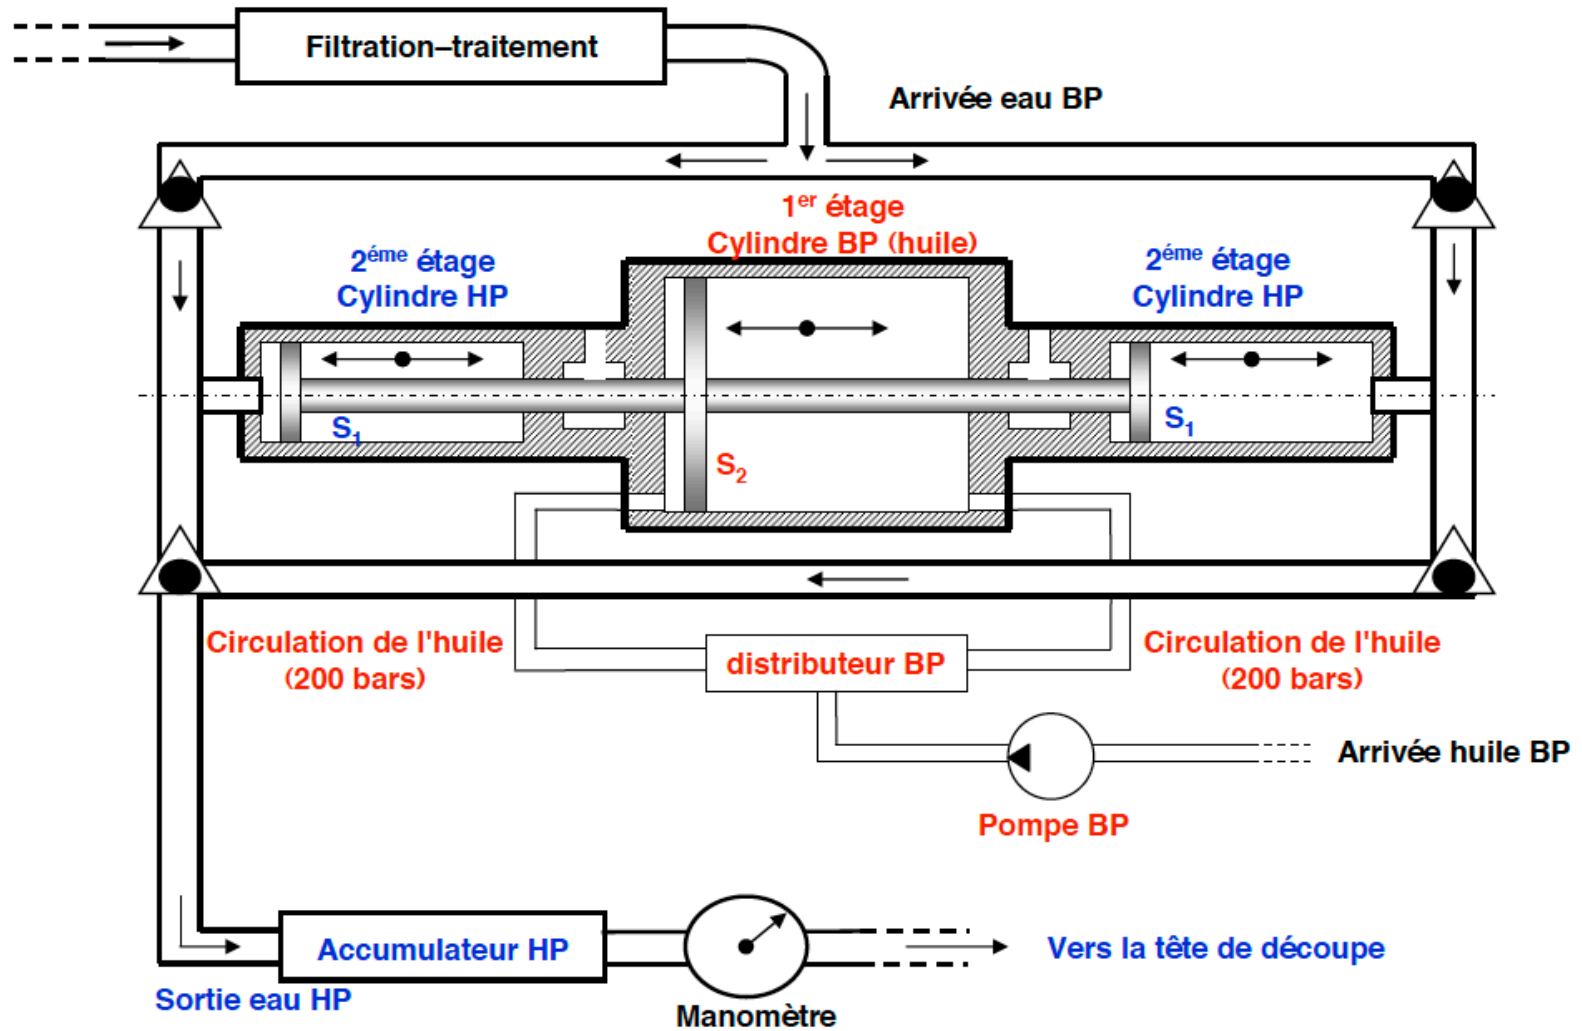 Filtration–traitement
Arrivée eau BP
1er étage
Cylindre BP (huile)
2éme étage
Cylindre HP
2éme étage
Cylindre HP
S1
S2
S1
Circulation de l'huile
(200 bars)
distributeur BP
Circulation de l'huile
(200 bars)
Arrivée huile BP
Pompe BP
Accumulateur HP
Vers la tête de découpe
Sortie eau HP
Manomètre